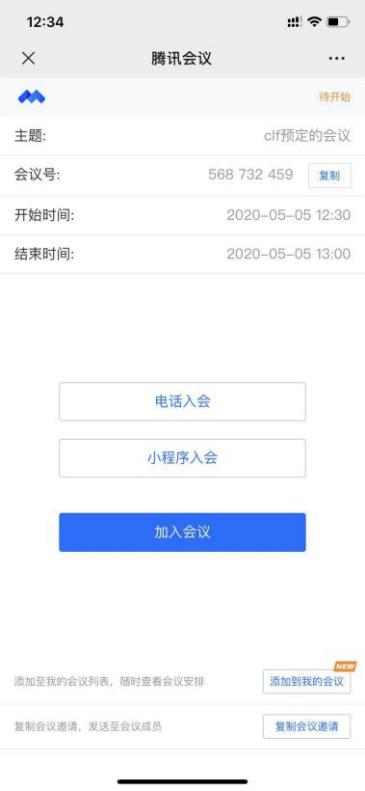 12:34
腾讯会议
待开始
主题:
clf预定的会议
会议号:
568 732 459
复制
开始时间:
2020-05-05 12:30
结束时间:
2020-05-05 13:00
电话入会
小程序入会
加入会议
NEW
添加至我的会议列表，随时查看会议安排
添加到我的会议
复制会议邀请，发送至会议成员
复制会议邀请